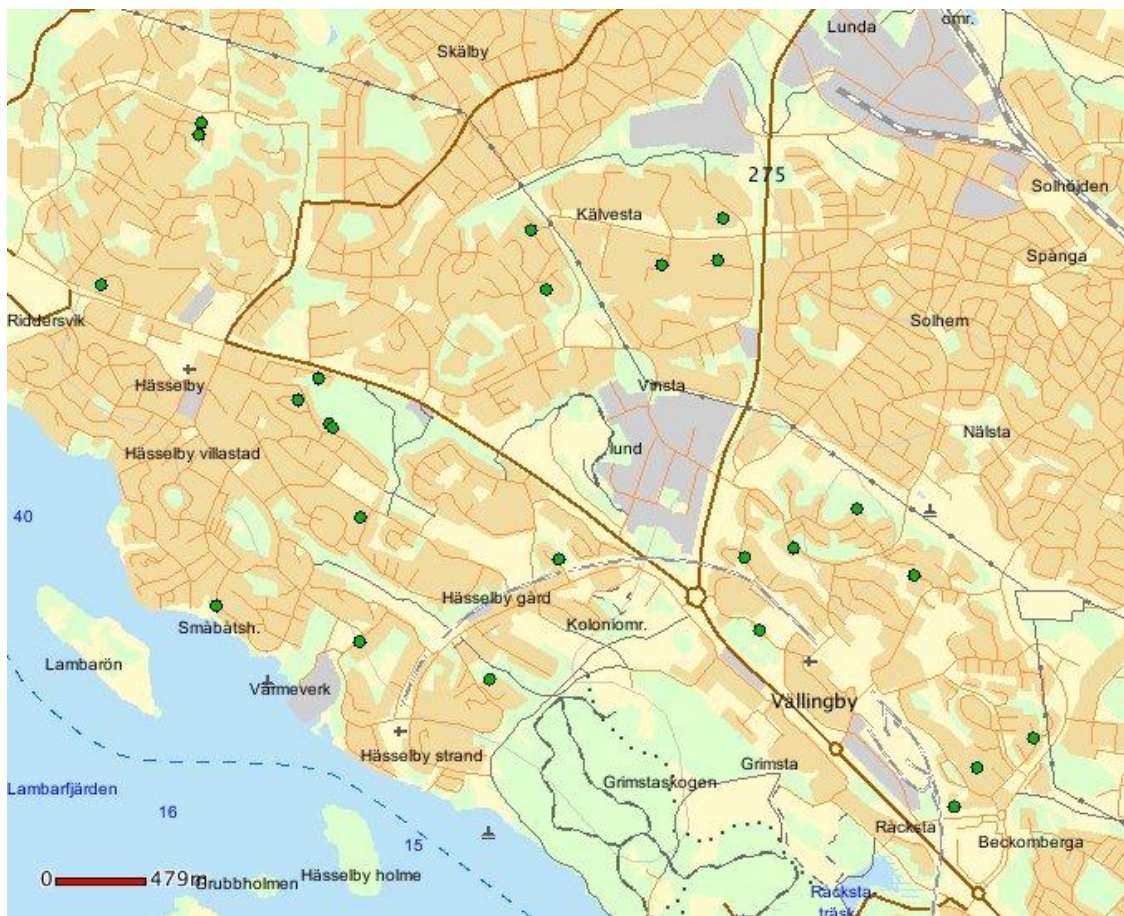 Lunda
omr.
Skälby
275
Solhöjden
Kälvesta
Spånga
Riddersvik
Solhem
Hässelby
Vinsta
Nälsta
lund
Hässelby villastad
40
Hässelby gård
Koloniomr.
Småbåtsh.
Lambarön
Värmeverk
Vällingby
Hässelby strand
Grimsta
Grimstaskogen
Lambarfjärden
16
15
Råcksta
Beckomberga
0
479m
Grubbholmen
Hässelby holme
Råcksta
träsk